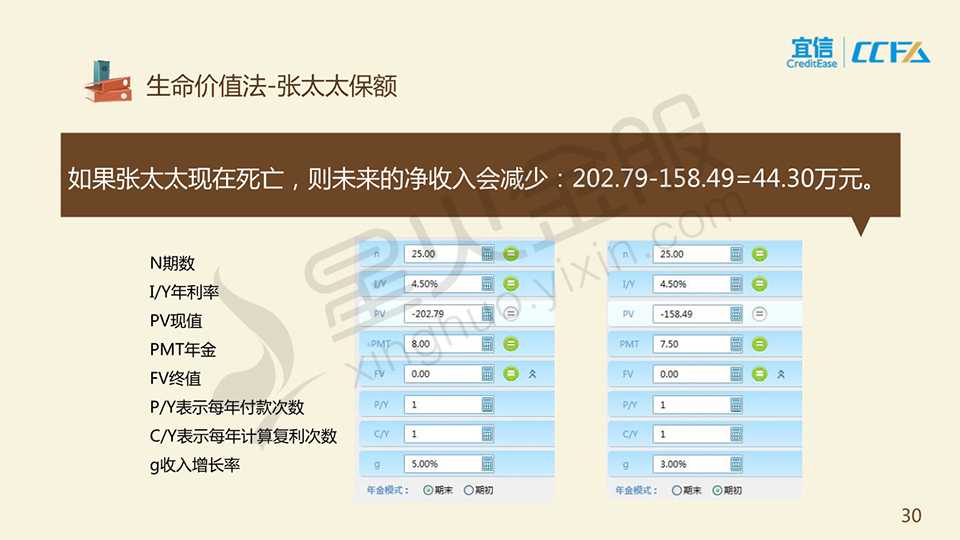 宜信
CreditEase
CCFA
生命价值法-张太太保额
如果张太太现在死亡，则未来的净收入会减少：202.79-158.49=44.30万元。
N期数
I/Y年利率
PV现值
PMT年金
FV终值
P/Y表示每年付款次数
C/Y表示每年计算复利次数
g收入增长率
n 25.00
I/Y 4.50%
PV -202.79
PMT 8.00
FV 0.00
P/Y 1
C/Y 1
g 5.00%
年金模式： 期末 期初
n 25.00
I/Y 4.50%
PV -158.49
PMT 7.50
FV 0.00
P/Y 1
C/Y 1
g 3.00%
年金模式： 期末 期初
星火金服
xinghuo.yixin.com
30